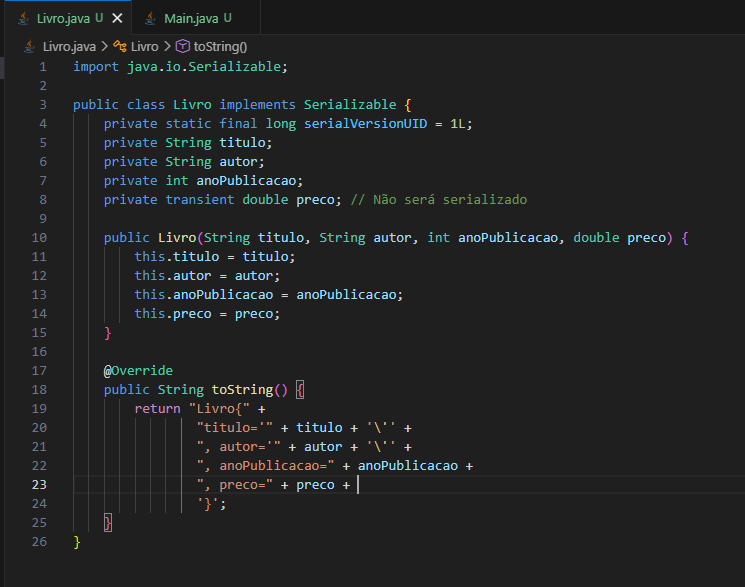 Livro.java U
Main.java U
Livro.java > Livro > toString()
1 import java.io.Serializable;
2
3 public class Livro implements Serializable {
4 private static final long serialVersionUID = 1L;
5 private String titulo;
6 private String autor;
7 private int anoPublicacao;
8 private transient double preco; // Não será serializado
9
10 public Livro(String titulo, String autor, int anoPublicacao, double preco) {
11 this.titulo = titulo;
12 this.autor = autor;
13 this.anoPublicacao = anoPublicacao;
14 this.preco = preco;
15 }
16
17 @Override
18 public String toString() {
19 return "Livro{" +
20 "titulo='" + titulo + '\'' +
21 ", autor='" + autor + '\'' +
22 ", anoPublicacao=" + anoPublicacao +
23 ", preco=" + preco +
24 '}';
25 }
26 }